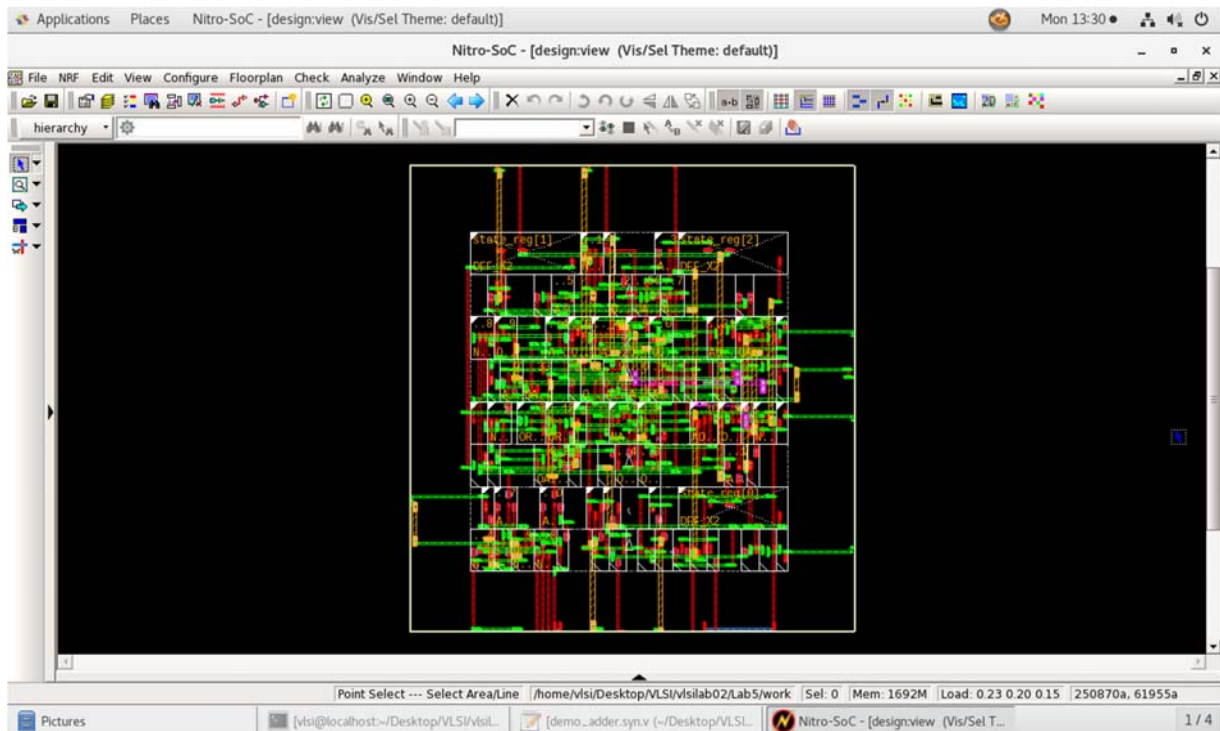 Applications Places Nitro-SoC - [design:view (Vis/Sel Theme: default)] Mon 13:30
Nitro-SoC - [design:view (Vis/Sel Theme: default)]
File NRF Edit View Configure Floorplan Check Analyze Window Help
hierarchy
state_reg[1]
state_reg[2]
DFF_X2
DFF_X2
state_reg[0]
DFF_X2
Point Select --- Select Area/Line /home/vlsi/Desktop/VLSI/vlsilab02/Lab5/work Sel: 0 Mem: 1692M Load: 0.23 0.20 0.15 250870a, 61955a
Pictures [vlsi@localhost:~/Desktop/VLSI/vlsil... [demo_adder.syn.v (~/Desktop/VLSI... Nitro-SoC - [design:view (Vis/Sel T... 1 / 4